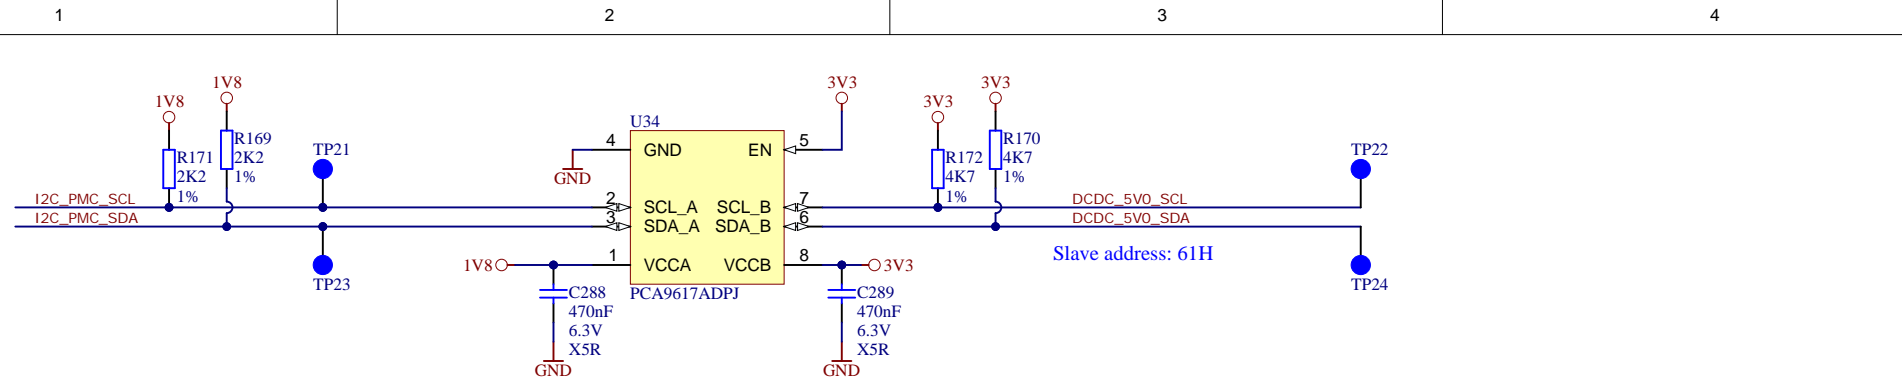 1
2
3
4
1V8
1V8
R169
2K2
1%
R171
2K2
1%
TP21
I2C_PMC_SCL
I2C_PMC_SDA
TP23
U34
4
GND
EN
5
GND
2
SCL_A
SCL_B
7
3
SDA_A
SDA_B
6
1V8
1
VCCA
VCCB
8
3V3
PCA9617ADPJ
C288
470nF
6.3V
X5R
GND
C289
470nF
6.3V
X5R
GND
3V3
3V3
3V3
R170
4K7
1%
R172
4K7
1%
DCDC_5V0_SCL
DCDC_5V0_SDA
Slave address: 61H
TP22
TP24